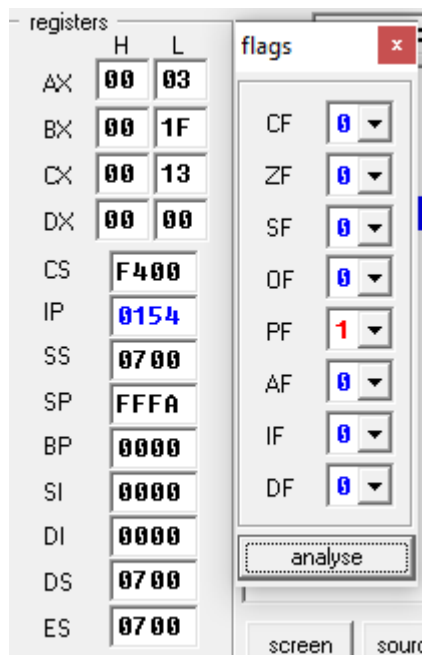 registers
H L
AX 00 03
BX 00 1F
CX 00 13
DX 00 00
CS F400
IP 0154
SS 0700
SP FFFA
BP 0000
SI 0000
DI 0000
DS 0700
ES 0700
flags x
CF 0
ZF 0
SF 0
OF 0
PF 1
AF 0
IF 0
DF 0
analyse
screen